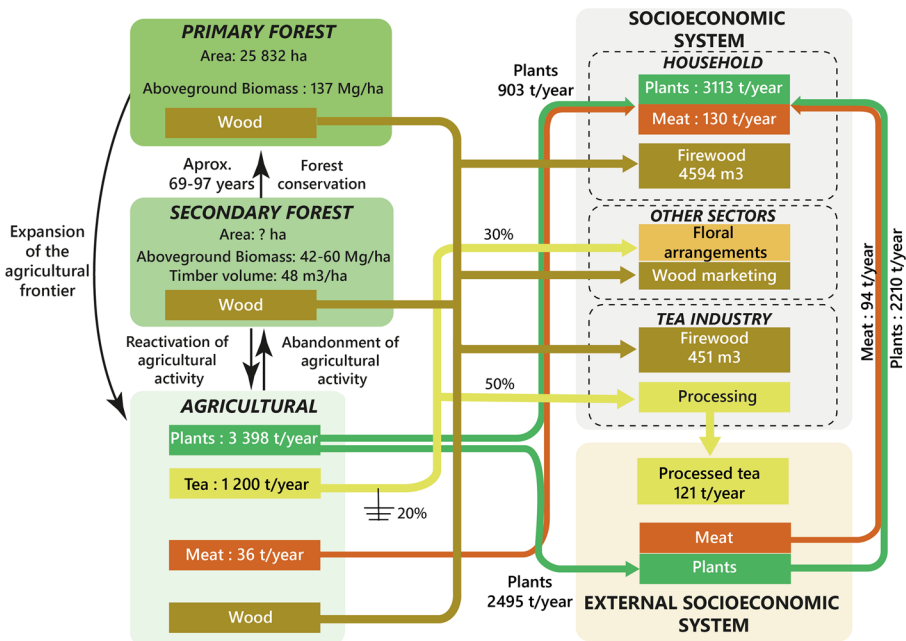 PRIMARY FOREST
Area: 25 832 ha
Aboveground Biomass : 137 Mg/ha
Wood
Aprox.
69-97 years
Forest
conservation
SECONDARY FOREST
Area: ? ha
Aboveground Biomass: 42-60 Mg/ha
Timber volume: 48 m3/ha
Wood
Expansion
of the
agricultural
frontier
Reactivation of
agricultural
activity
Abandonment of
agricultural
activity
AGRICULTURAL
Plants : 3 398 t/year
Tea : 1 200 t/year
20%
Meat : 36 t/year
Wood
Plants
903 t/year
30%
50%
Plants
2495 t/year
SOCIOECONOMIC
SYSTEM
HOUSEHOLD
Plants : 3113 t/year
Meat : 130 t/year
Firewood
4594 m3
OTHER SECTORS
Floral
arrangements
Wood marketing
TEA INDUSTRY
Firewood
451 m3
Processing
Processed tea
121 t/year
Meat
Plants
EXTERNAL SOCIOECONOMIC
SYSTEM
Meat : 94 t/year
Plants : 2210 t/year